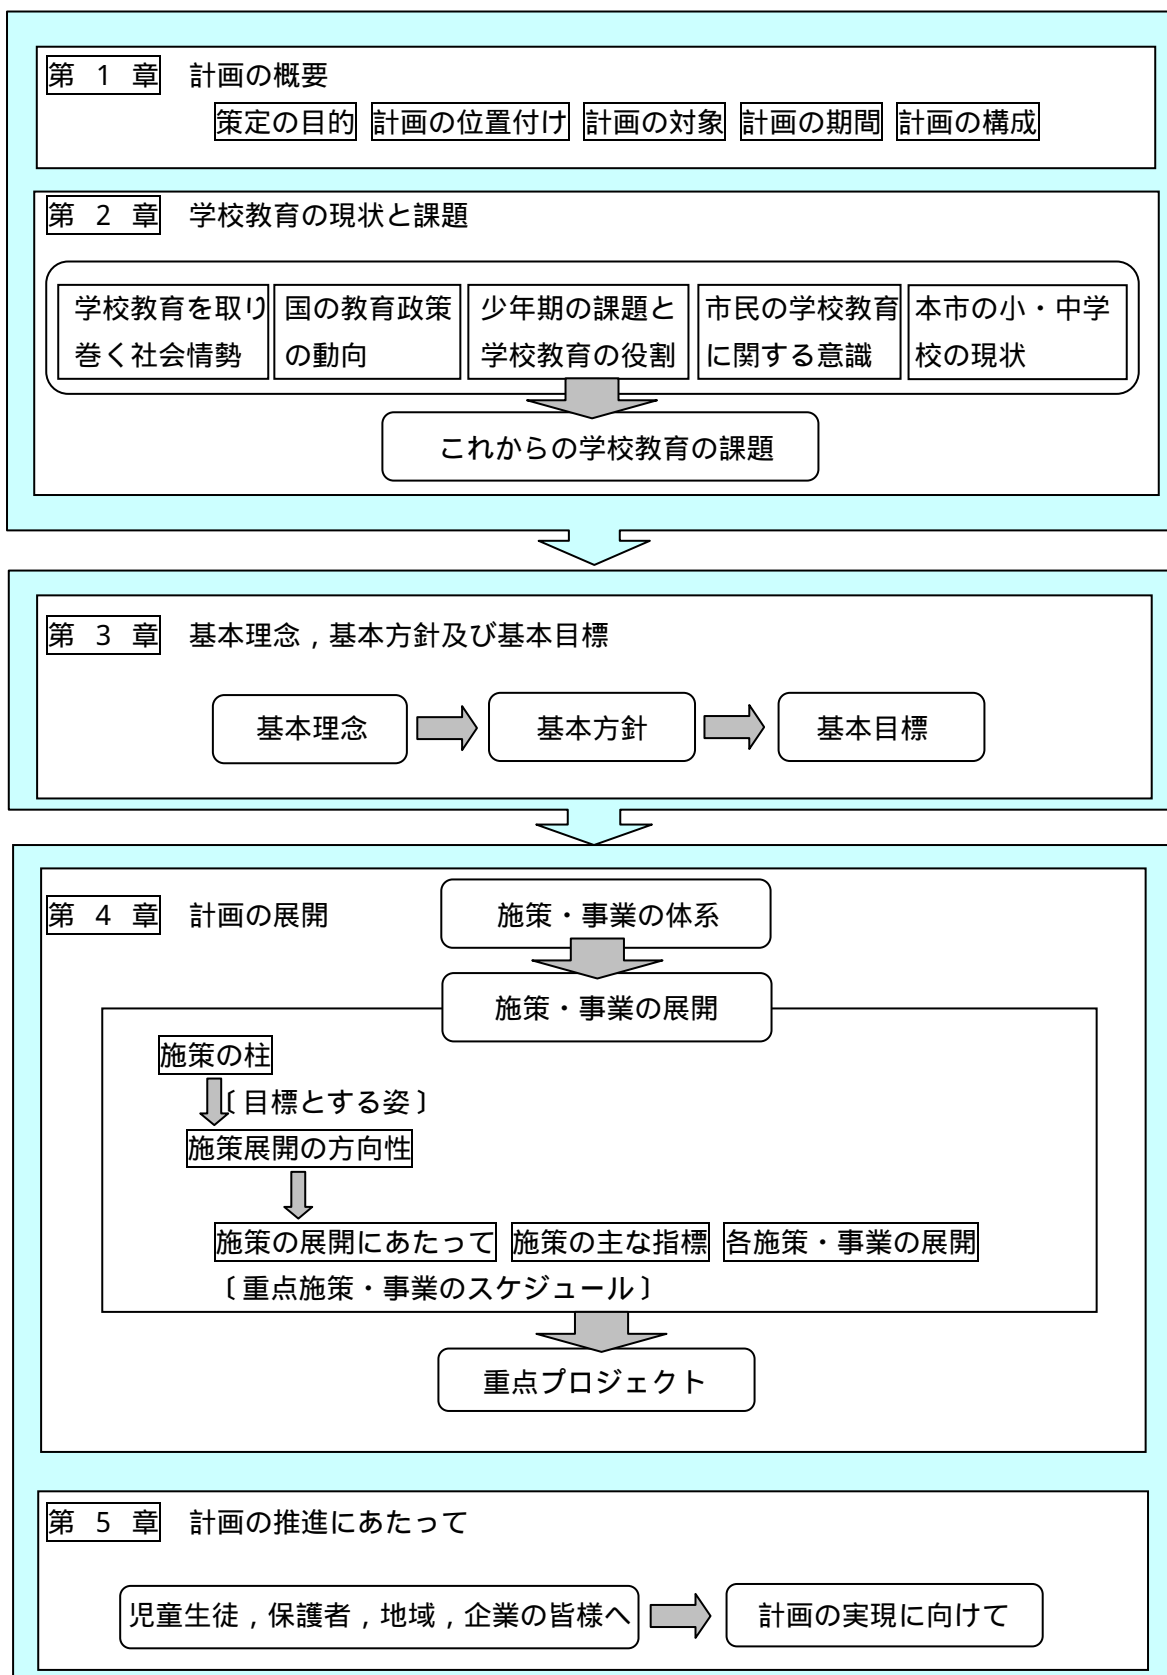 第 1 章 計画の概要
策定の目的 計画の位置付け 計画の対象 計画の期間 計画の構成
第 2 章 学校教育の現状と課題
学校教育を取り
巻く社会情勢
国の教育政策
の動向
少年期の課題と
学校教育の役割
市民の学校教育
に関する意識
本市の小・中学
校の現状
これからの学校教育の課題
第 3 章 基本理念，基本方針及び基本目標
基本理念 基本方針 基本目標
第 4 章 計画の展開
施策・事業の体系
施策・事業の展開
施策の柱
〔目標とする姿〕
施策展開の方向性
施策の展開にあたって 施策の主な指標 各施策・事業の展開
〔重点施策・事業のスケジュール〕
重点プロジェクト
第 5 章 計画の推進にあたって
児童生徒，保護者，地域，企業の皆様へ 計画の実現に向けて